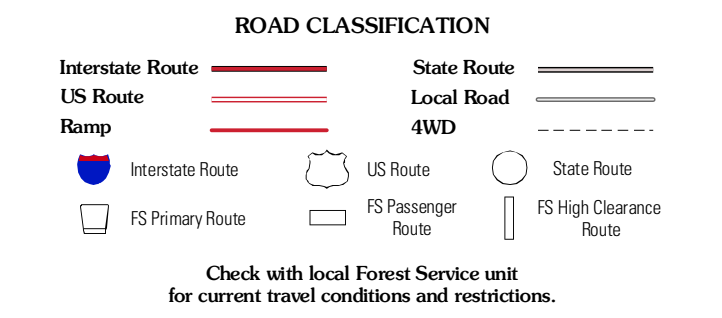 ROAD CLASSIFICATION
Interstate Route
State Route
US Route
Local Road
Ramp
4WD
Interstate Route
US Route
State Route
FS Primary Route
FS Passenger
Route
FS High Clearance
Route
Check with local Forest Service unit
for current travel conditions and restrictions.